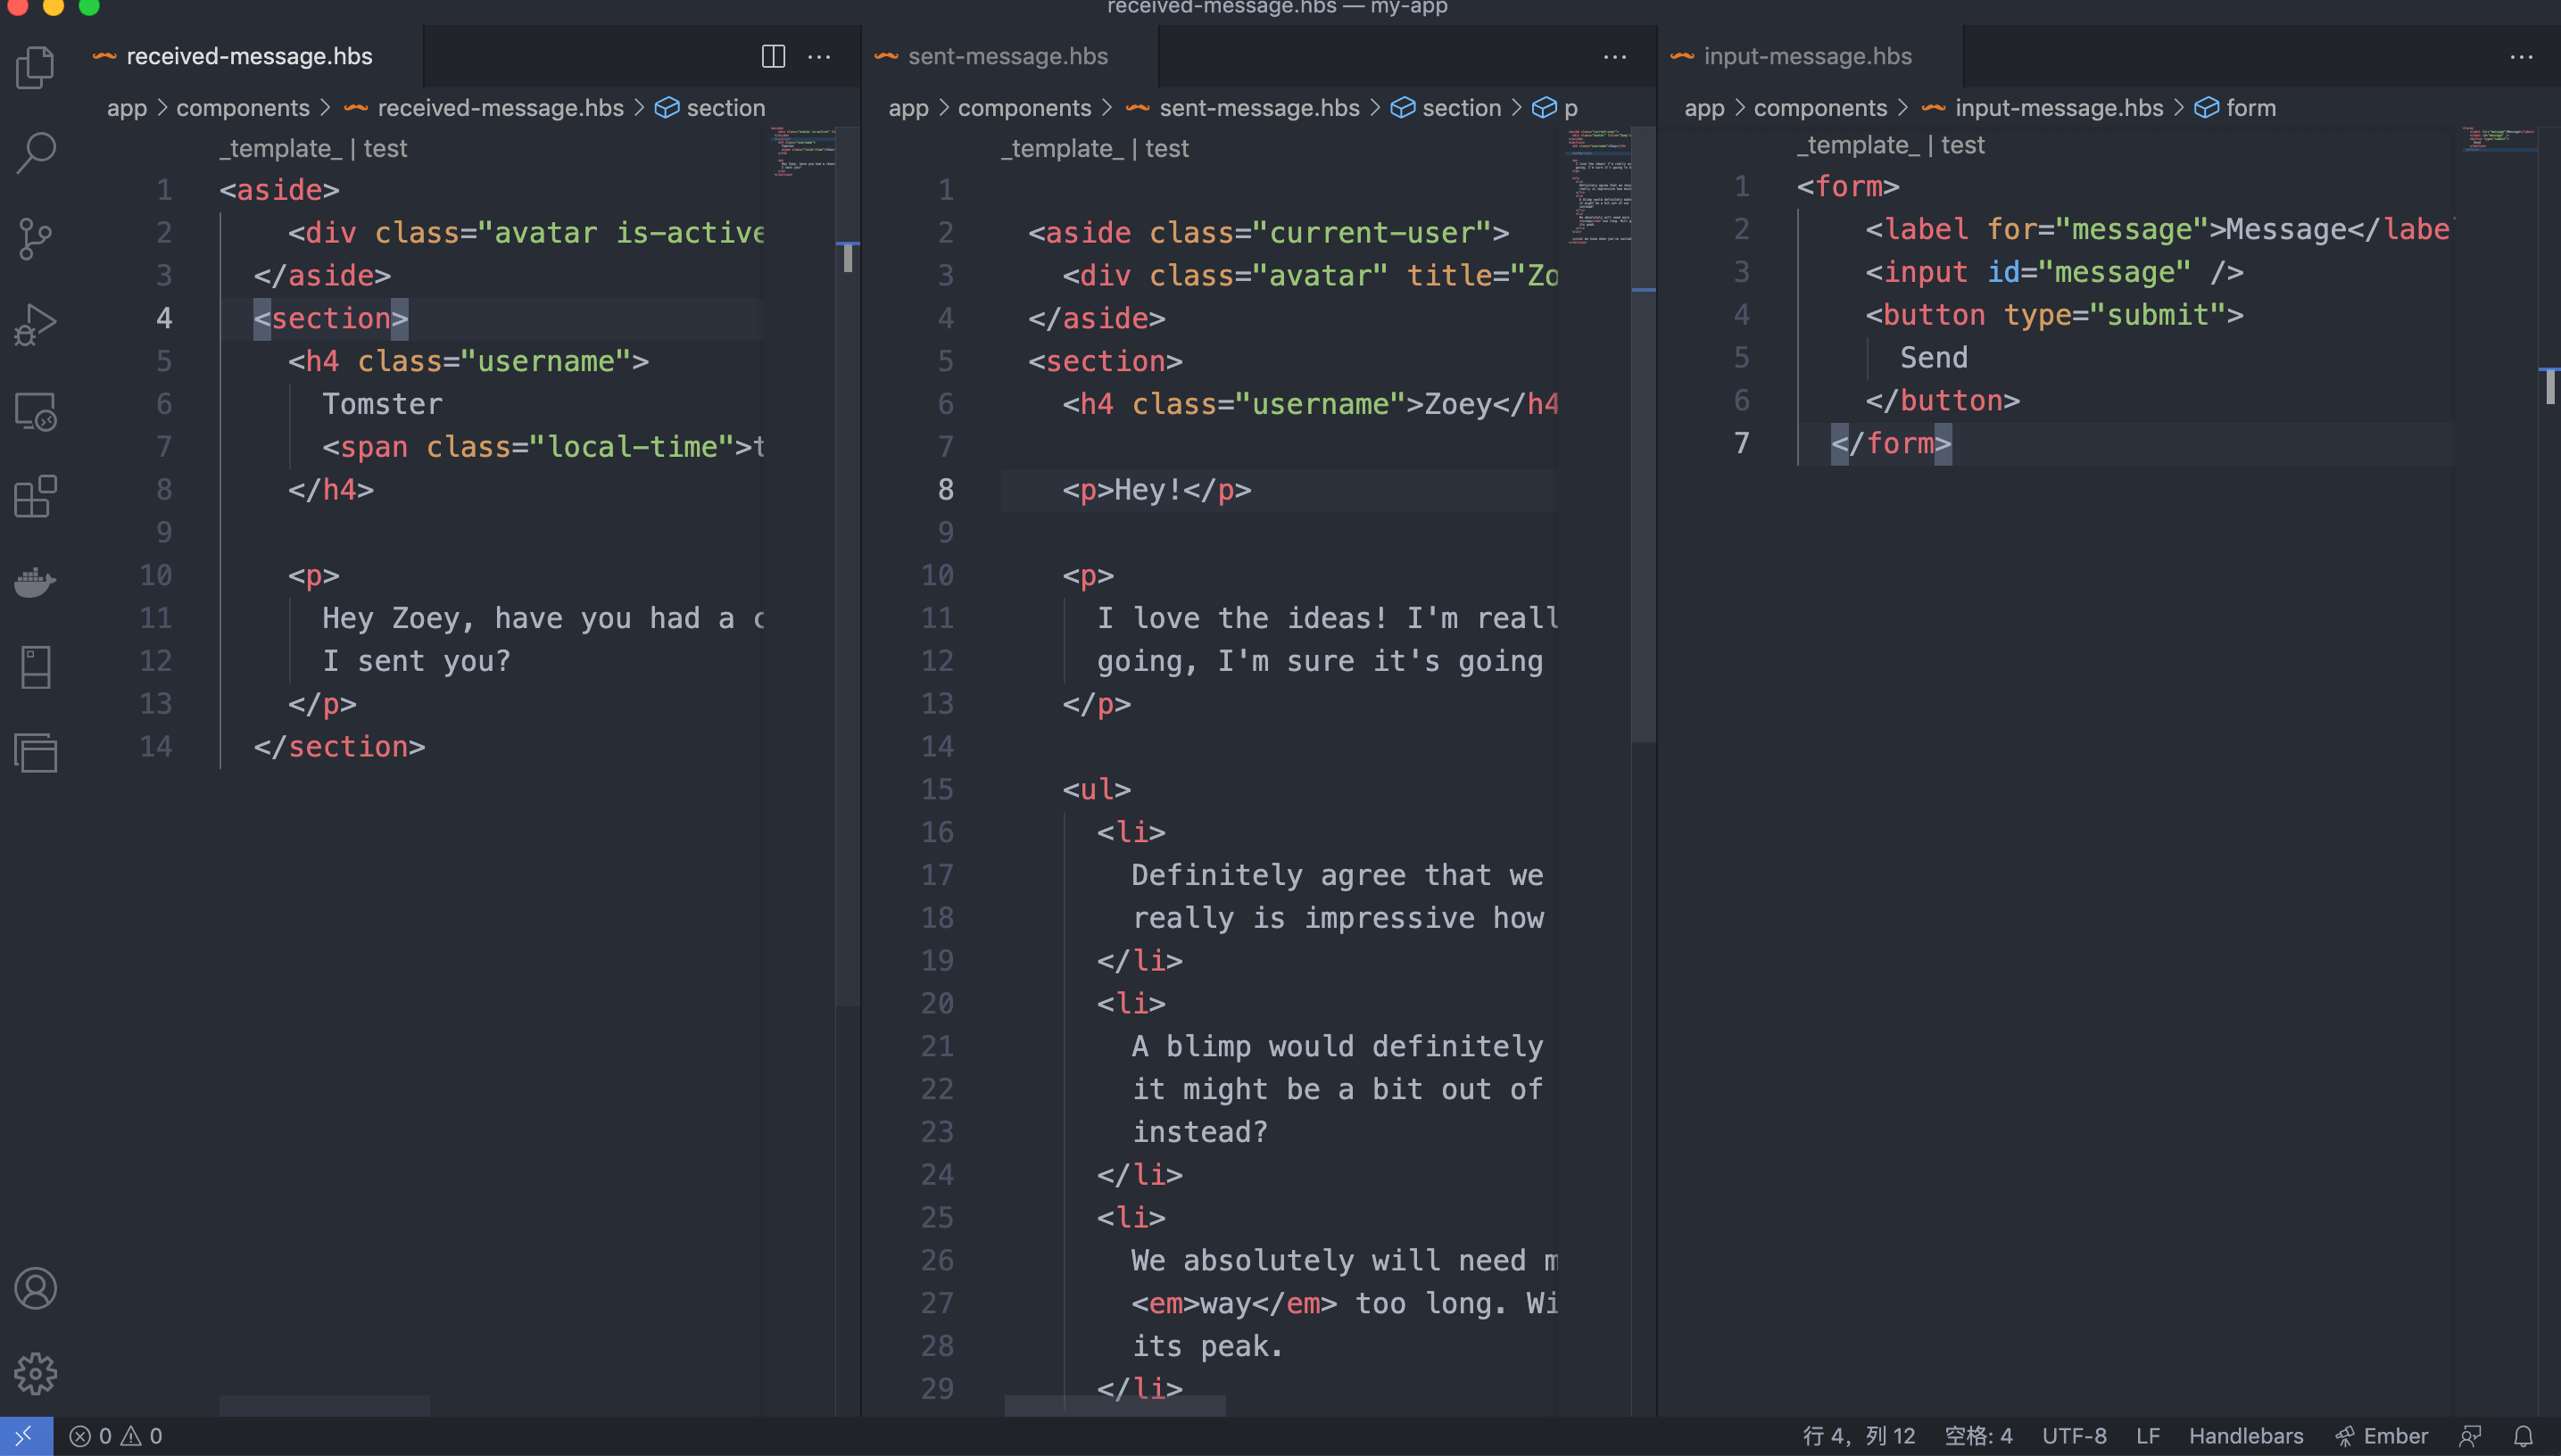 received-message.hbs — my-app
received-message.hbs
app > components > received-message.hbs > section
_template_ | test
1 <aside>
2 <div class="avatar is-active
3 </aside>
4 <section>
5 <h4 class="username">
6 Tomster
7 <span class="local-time">t
8 </h4>
9
10 <p>
11 Hey Zoey, have you had a c
12 I sent you?
13 </p>
14 </section>
sent-message.hbs
app > components > sent-message.hbs > section > p
_template_ | test
1
2 <aside class="current-user">
3 <div class="avatar" title="Zo
4 </aside>
5 <section>
6 <h4 class="username">Zoey</h4
7
8 <p>Hey!</p>
9
10 <p>
11 I love the ideas! I'm reall
12 going, I'm sure it's going
13 </p>
14
15 <ul>
16 <li>
17 Definitely agree that we
18 really is impressive how
19 </li>
20 <li>
21 A blimp would definitely
22 it might be a bit out of
23 instead?
24 </li>
25 <li>
26 We absolutely will need m
27 <em>way</em> too long. Wi
28 its peak.
29 </li>
input-message.hbs
app > components > input-message.hbs > form
_template_ | test
1 <form>
2 <label for="message">Message</labe
3 <input id="message" />
4 <button type="submit">
5 Send
6 </button>
7 </form>
0 0 行 4，列 12 空格: 4 UTF-8 LF Handlebars Ember